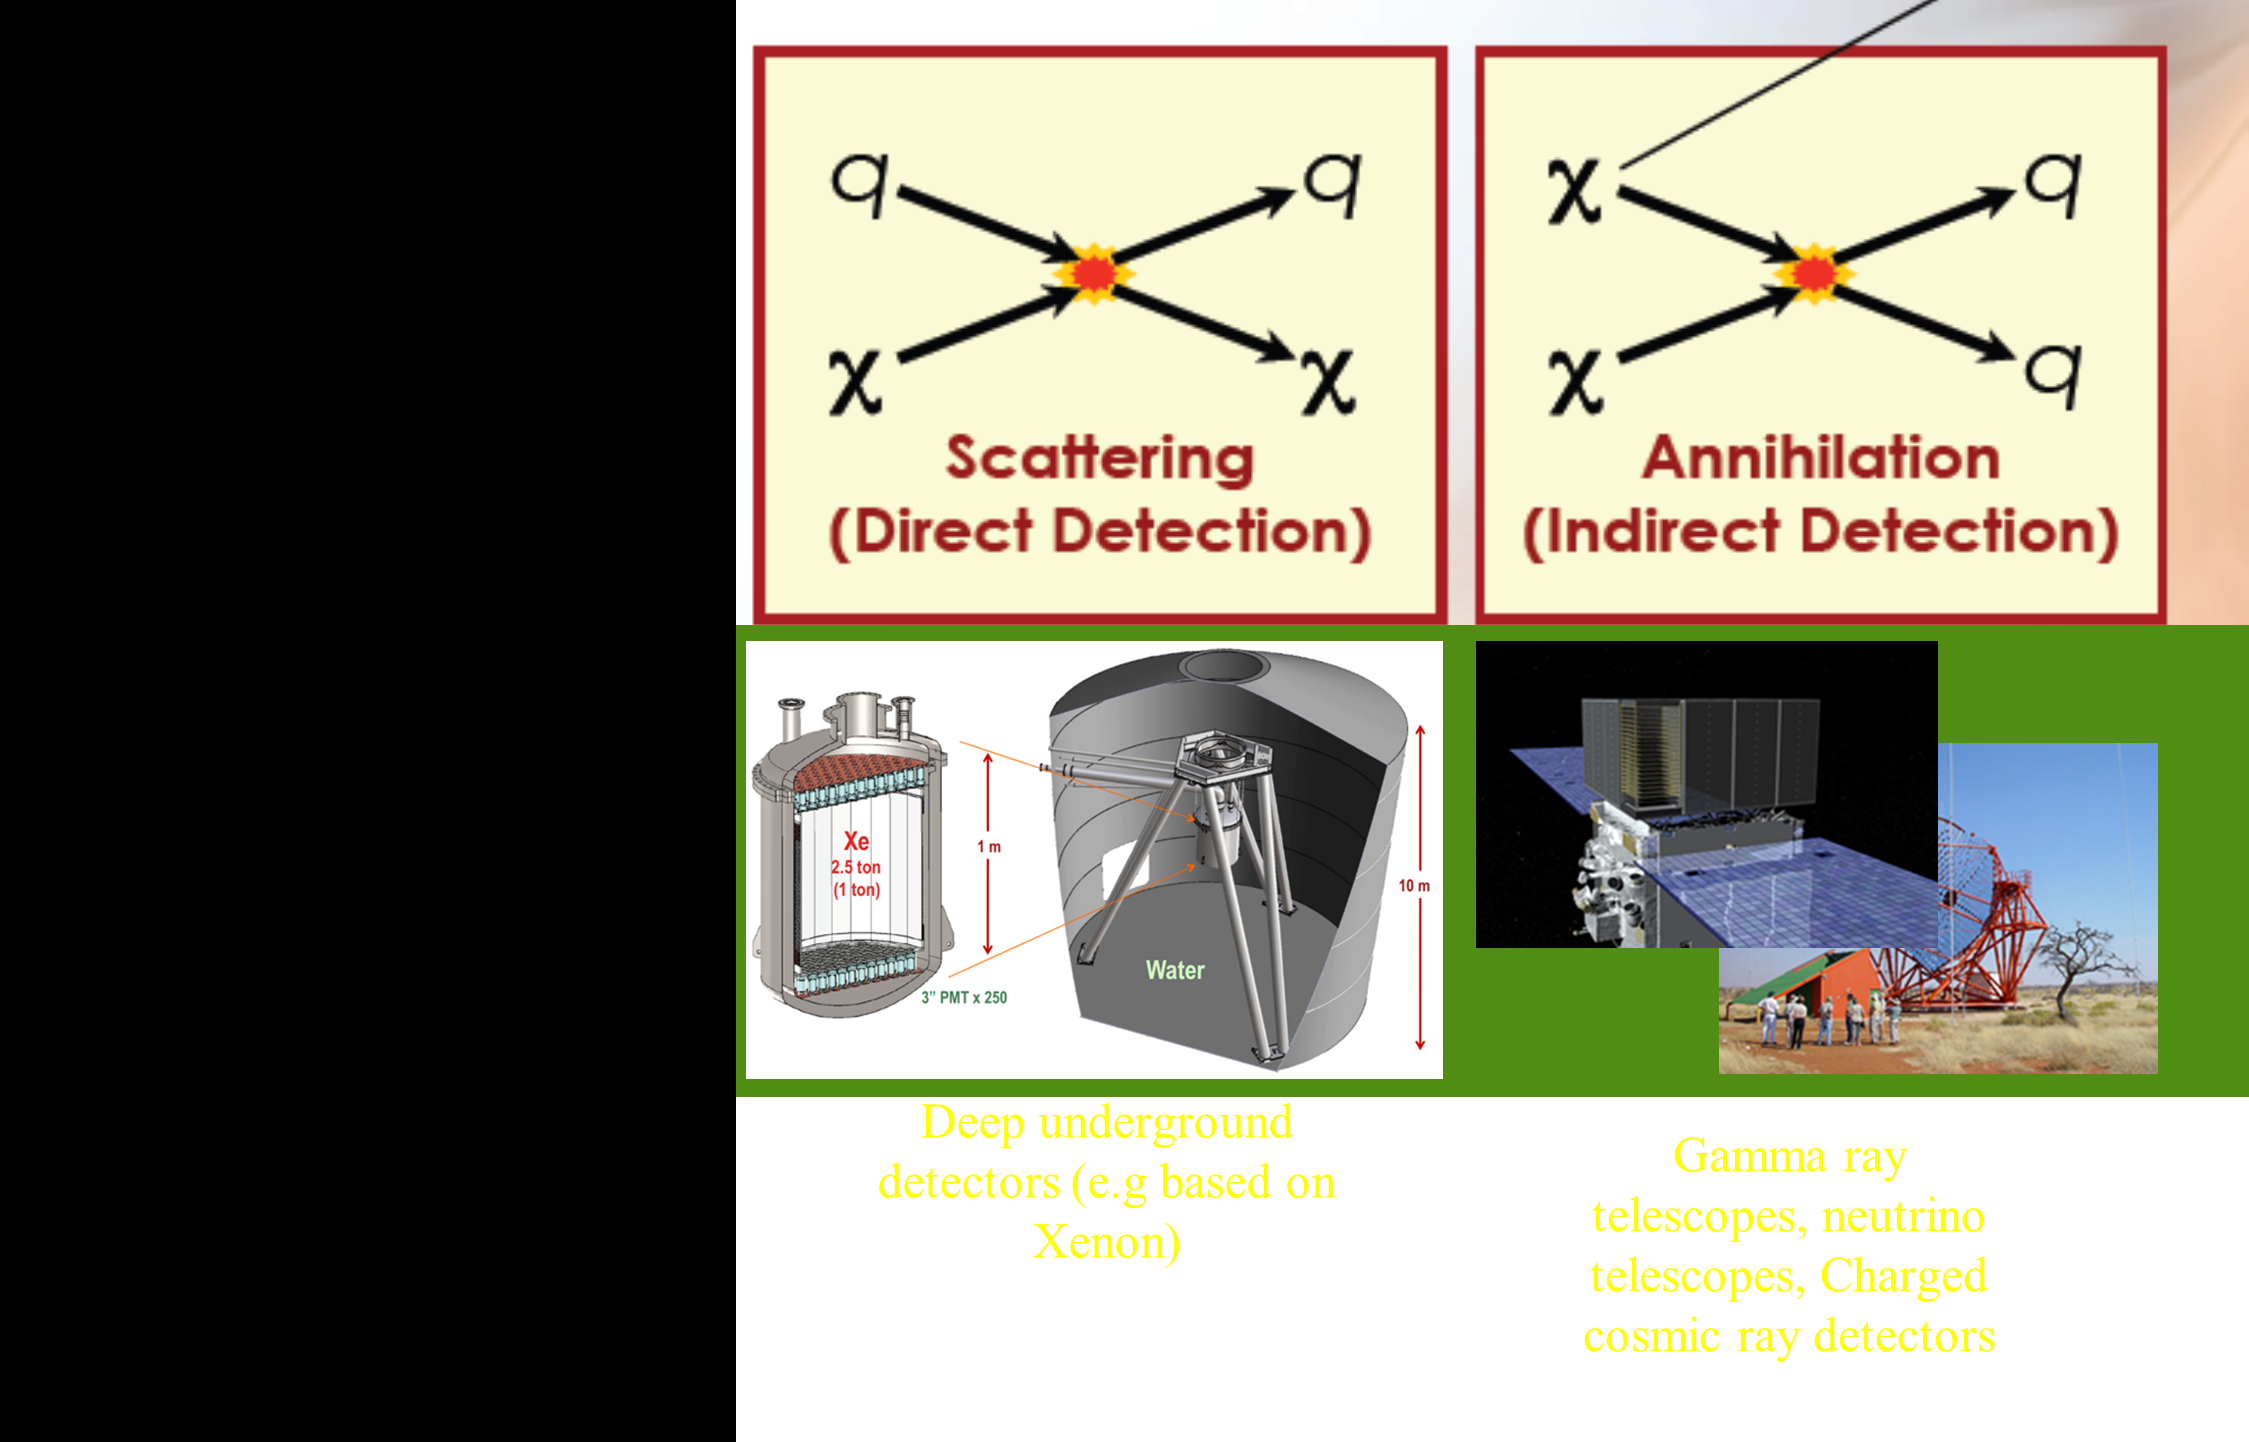 q
q
χ
χ
Scattering
(Direct Detection)
χ
q
χ
q
Annihilation
(Indirect Detection)
Xe
2.5 ton
(1 ton)
1 m
3” PMT x 250
Water
10 m
Deep underground
detectors (e.g based on
Xenon)
Gamma ray
telescopes, neutrino
telescopes, Charged
cosmic ray detectors